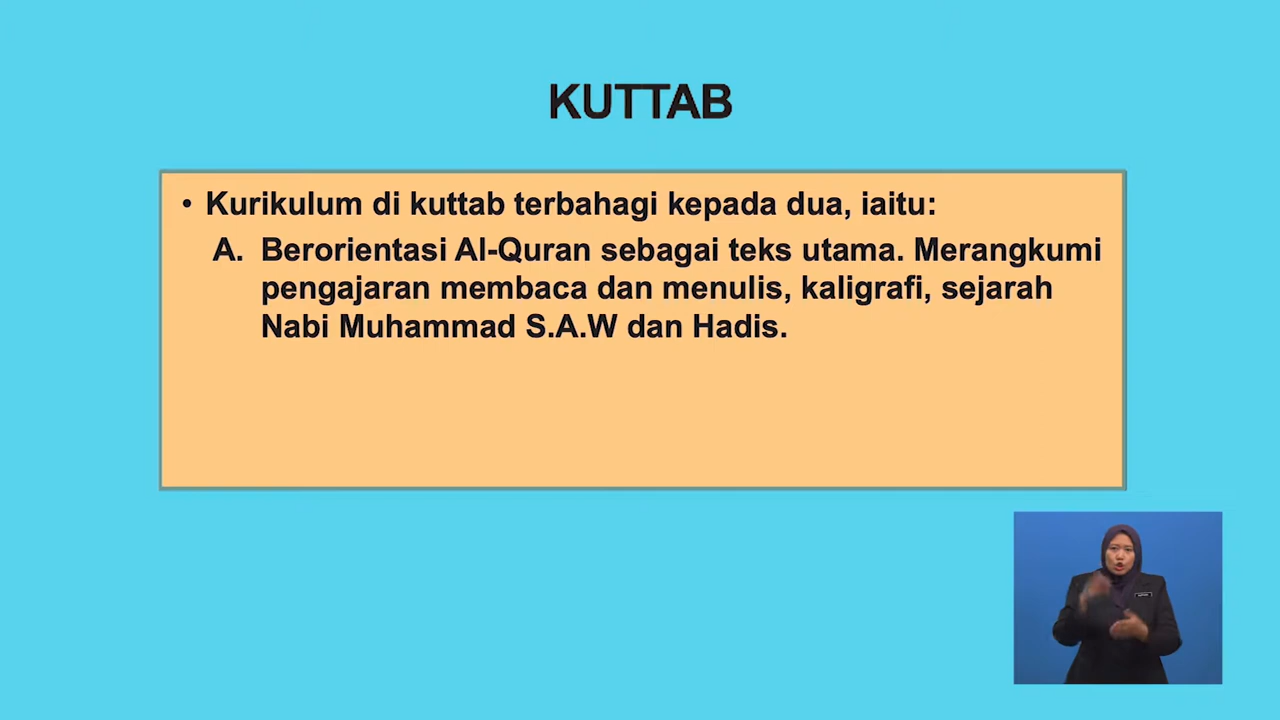 KUTTAB
• Kurikulum di kuttab terbahagi kepada dua, iaitu:
A. Berorientasi Al-Quran sebagai teks utama. Merangkumi
pengajaran membaca dan menulis, kaligrafi, sejarah
Nabi Muhammad S.A.W dan Hadis.